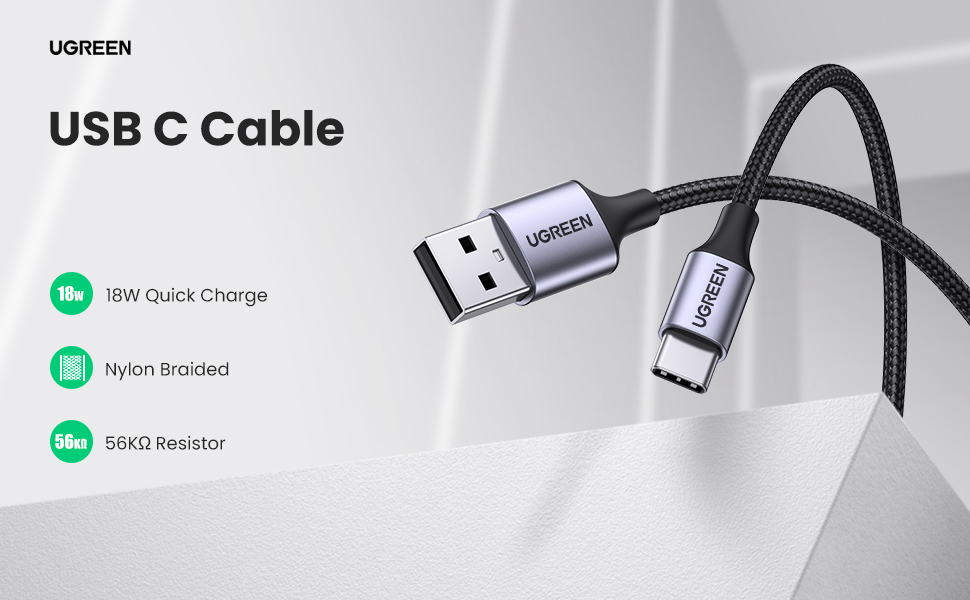 UGREEN
USB C Cable
18W
18W Quick Charge
Nylon Braided
56KΩ
56KΩ Resistor
UGREEN
UGREEN